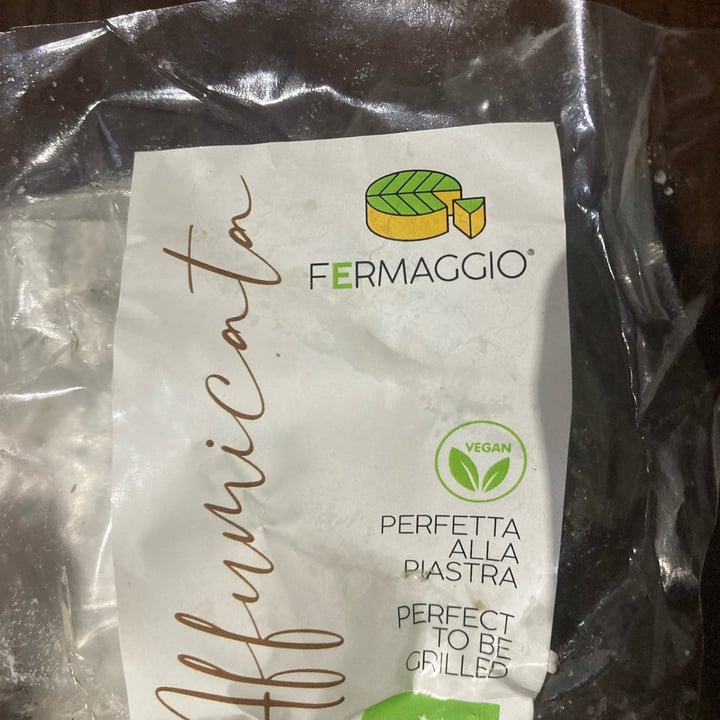 Affumicata
FERMAGGIO®
VEGAN
PERFETTA
ALLA
PIASTRA
PERFECT
TO BE
GRILLED